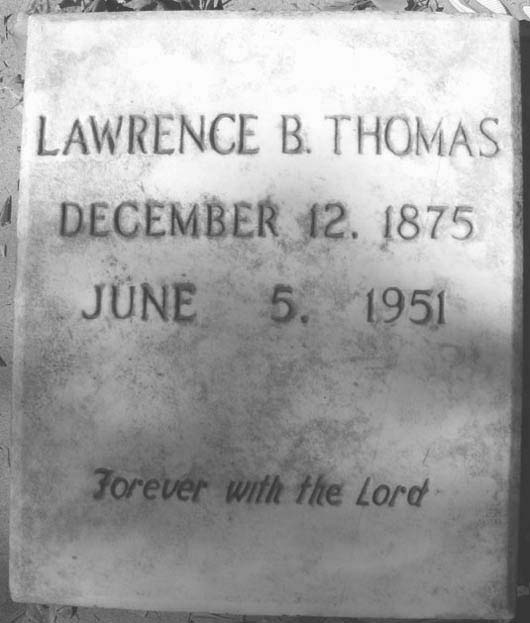 LAWRENCE B. THOMAS
DECEMBER 12. 1875
JUNE 5. 1951
Forever with the Lord